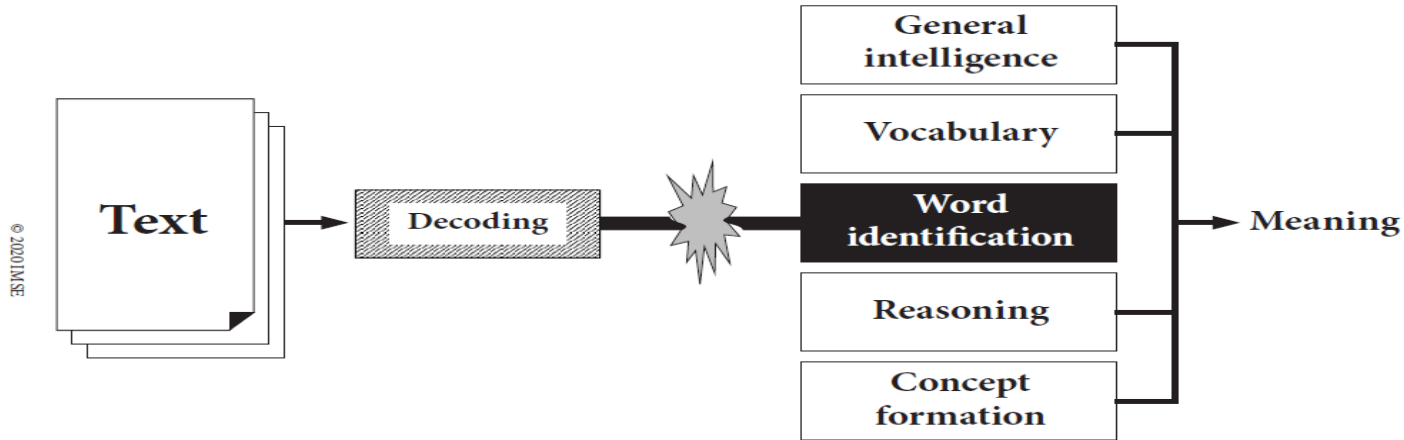 © 2020 IMSE
Text
Decoding
General
intelligence
Vocabulary
Word
identification
Reasoning
Concept
formation
Meaning